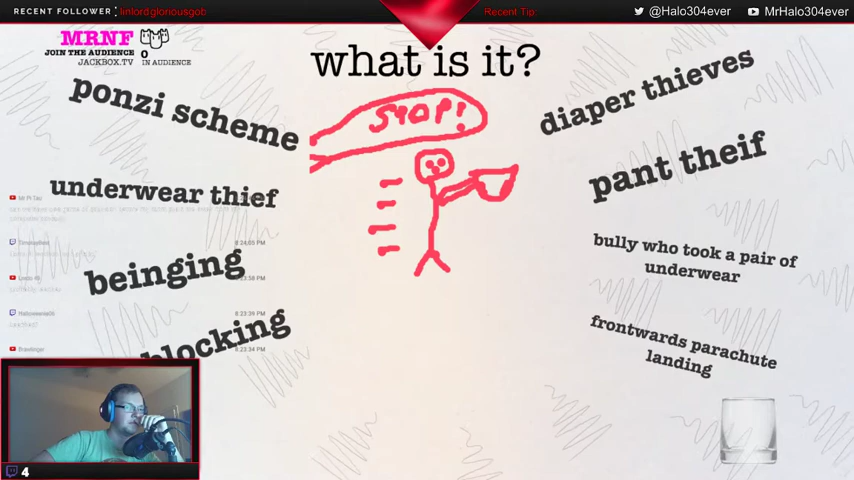 RECENT FOLLOWER
linlordgloriousgob
Recent Tip:
@Halo304ever
MrHalo304ever
MRNF
JOIN THE AUDIENCE
JACKBOX.TV
0
IN AUDIENCE
what is it?
ponzi scheme
STOP!
diaper thieves
underwear thief
pant theif
beinging
bully who took a pair of
underwear
blocking
frontwards parachute
landing
8:24:05 PM
8:23:58 PM
8:23:39 PM
8:23:34 PM
4